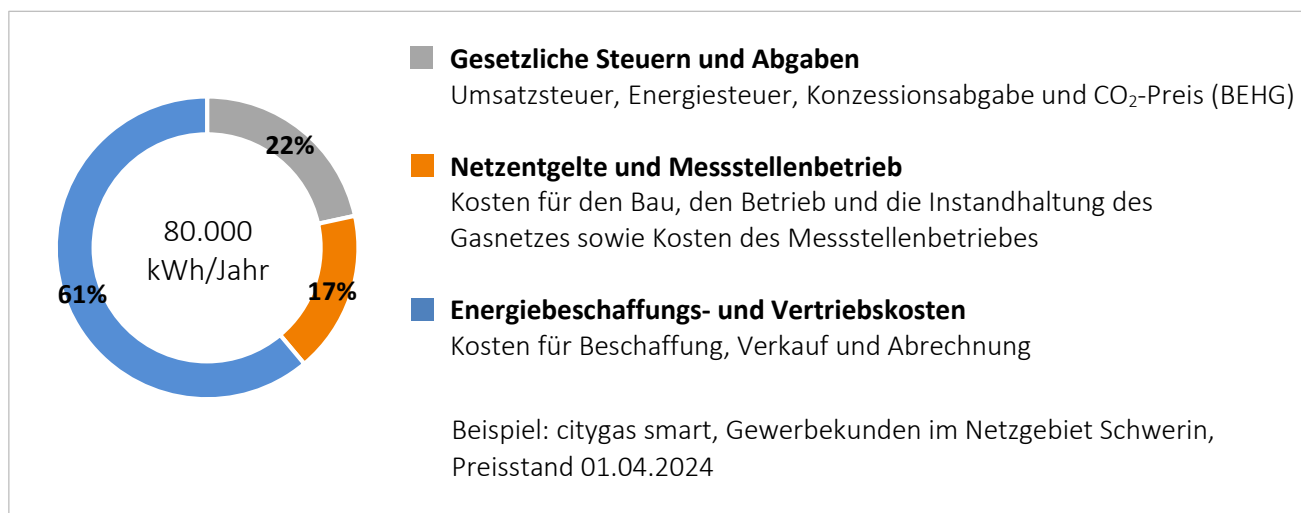 Gesetzliche Steuern und Abgaben
Umsatzsteuer, Energiesteuer, Konzessionsabgabe und CO₂-Preis (BEHG)
22%
Netzentgelte und Messstellenbetrieb
Kosten für den Bau, den Betrieb und die Instandhaltung des
Gasnetzes sowie Kosten des Messstellenbetriebes
80.000
kWh/Jahr
61%
17%
Energiebeschaffungs- und Vertriebskosten
Kosten für Beschaffung, Verkauf und Abrechnung
Beispiel: citygas smart, Gewerbekunden im Netzgebiet Schwerin,
Preisstand 01.04.2024